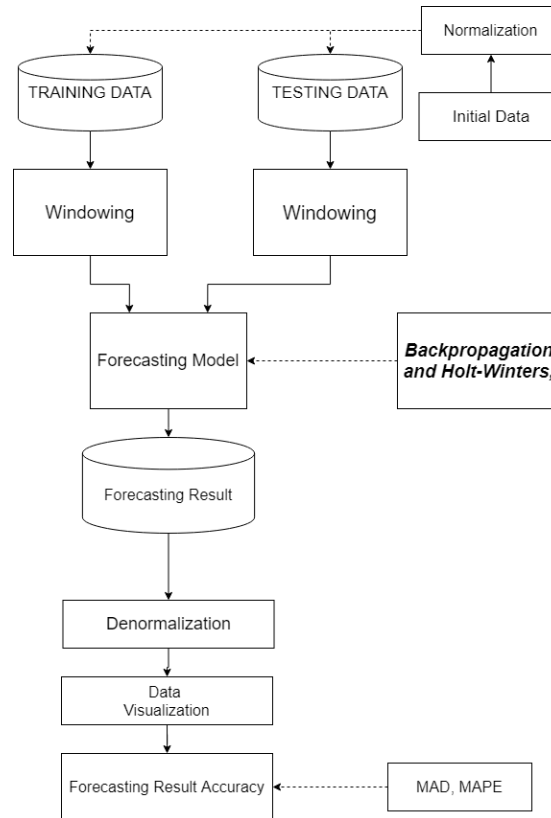 Normalization
TRAINING DATA
TESTING DATA
Initial Data
Windowing
Windowing
Forecasting Model
Backpropagation
and Holt-Winters,
Forecasting Result
Denormalization
Data
Visualization
Forecasting Result Accuracy
MAD, MAPE